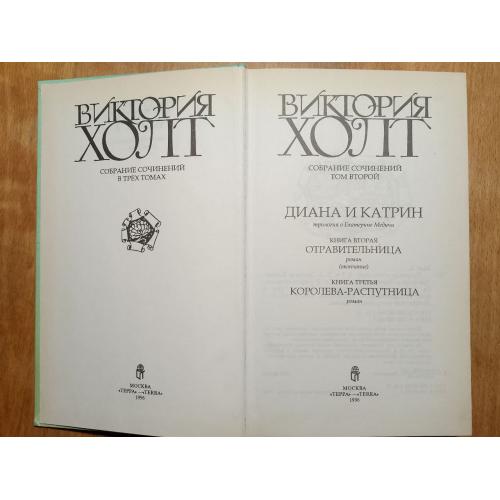 ВИКТОРИЯ
ХОЛТ
СОБРАНИЕ СОЧИНЕНИЙ
В ТРЕХ ТОМАХ
МОСКВА
«ТЕРРА»—«TERRA»
1996
ВИКТОРИЯ
ХОЛТ
СОБРАНИЕ СОЧИНЕНИЙ
ТОМ ВТОРОЙ
ДИАНА И КАТРИН
трилогия о Екатерине Медичи
КНИГА ВТОРАЯ
ОТРАВИТЕЛЬНИЦА
роман
(окончание)
КНИГА ТРЕТЬЯ
КОРОЛЕВА-РАСПУТНИЦА
роман
МОСКВА
«ТЕРРА»—«TERRA»
1996